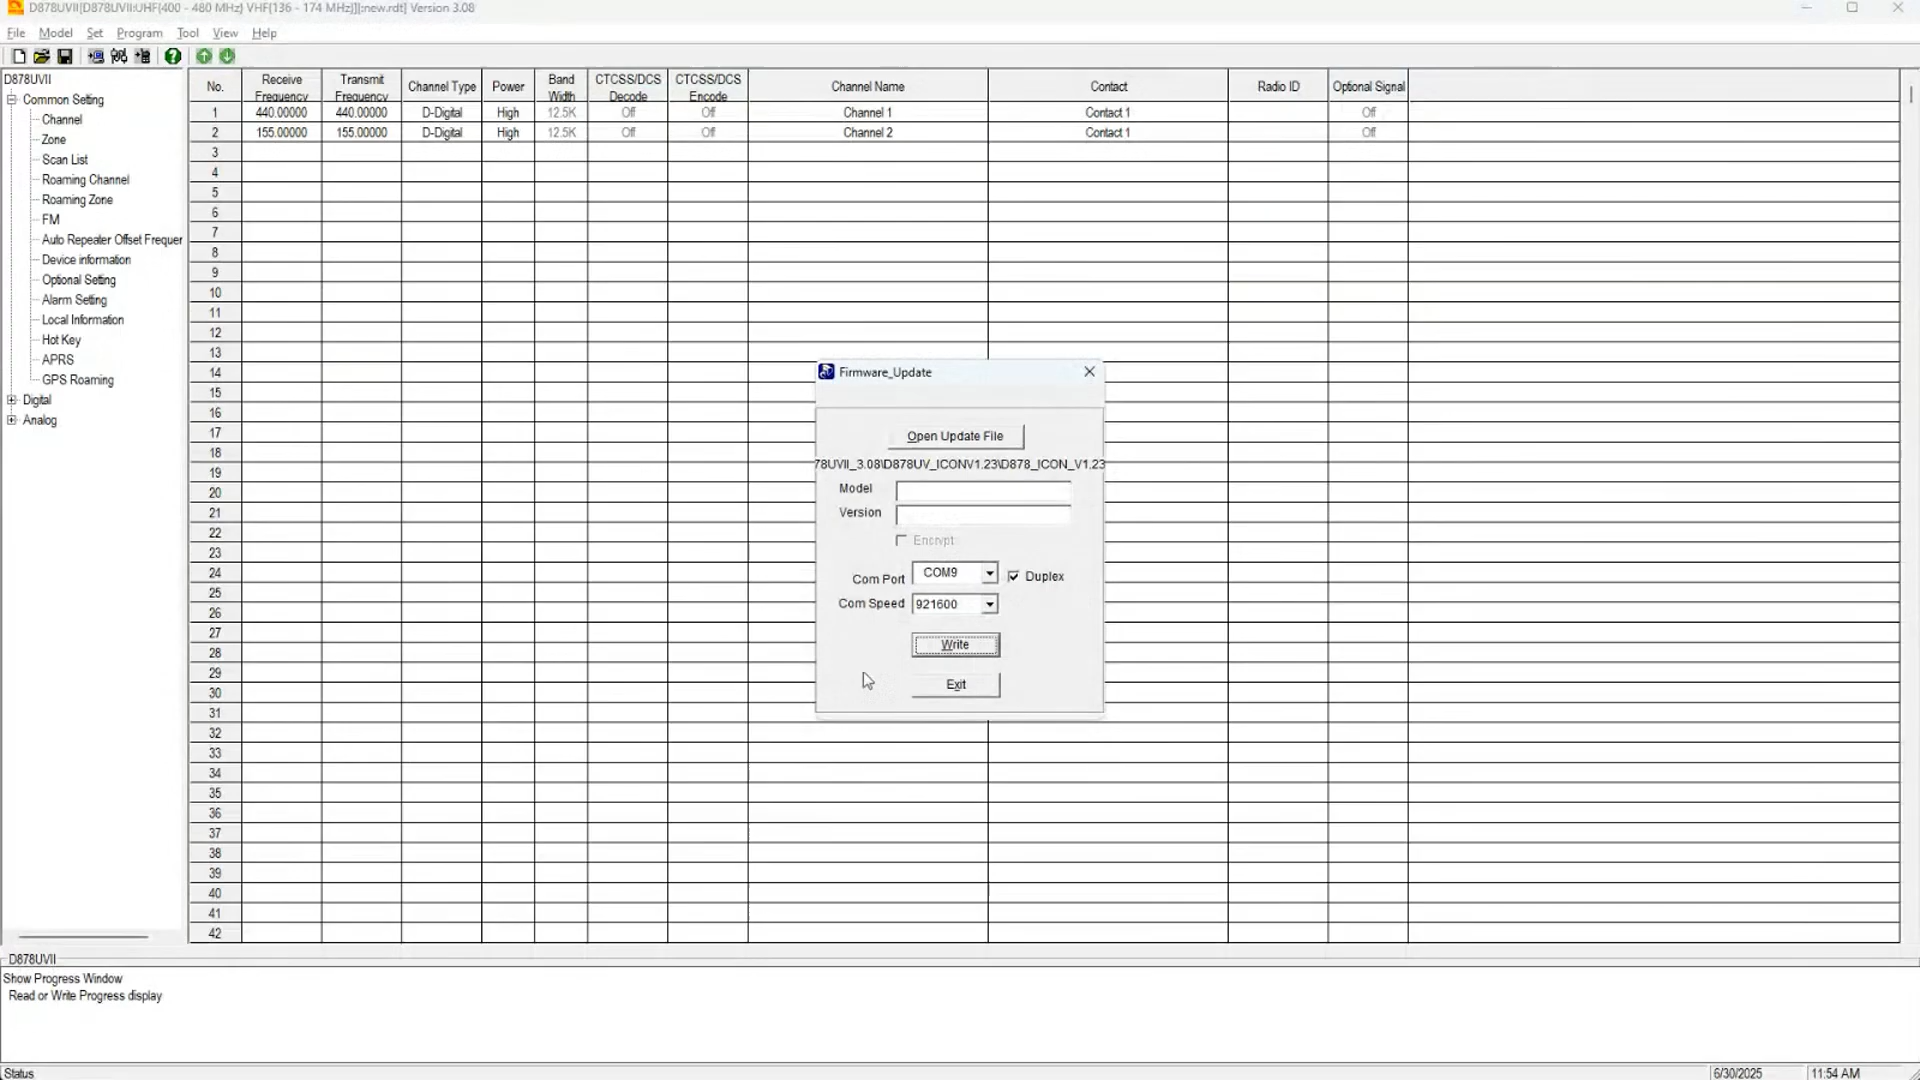 D878UVII[D878UVII:UHF{400 - 480 MHz} VHF{136 - 174 MHz}][:new.rdt] Version 3.08
File Model Set Program Tool View Help
D878UVII
Common Setting
Channel
Zone
Scan List
Roaming Channel
Roaming Zone
FM
Auto Repeater Offset Frequer
Device information
Optional Setting
Alarm Setting
Local Information
Hot Key
APRS
GPS Roaming
Digital
Analog
No. Receive Frequency Transmit Frequency Channel Type Power Band Width CTCSS/DCS Decode CTCSS/DCS Encode Channel Name Contact Radio ID Optional Signal
1 440.00000 440.00000 D-Digital High 12.5K Off Off Channel 1 Contact 1 Off
2 155.00000 155.00000 D-Digital High 12.5K Off Off Channel 2 Contact 1 Off
3
4
5
6
7
8
9
10
11
12
13
14
15
16
17
18
19
20
21
22
23
24
25
26
27
28
29
30
31
32
33
34
35
36
37
38
39
40
41
42
Firmware_Update
Open Update File
78UVII_3.08\D878UV_ICONV1.23\D878_ICON_V1.23
Model
Version
Encrypt
Com Port COM9 Duplex
Com Speed 921600
Write
Exit
D878UVII
Show Progress Window
Read or Write Progress display
Status 6/30/2025 11:54 AM